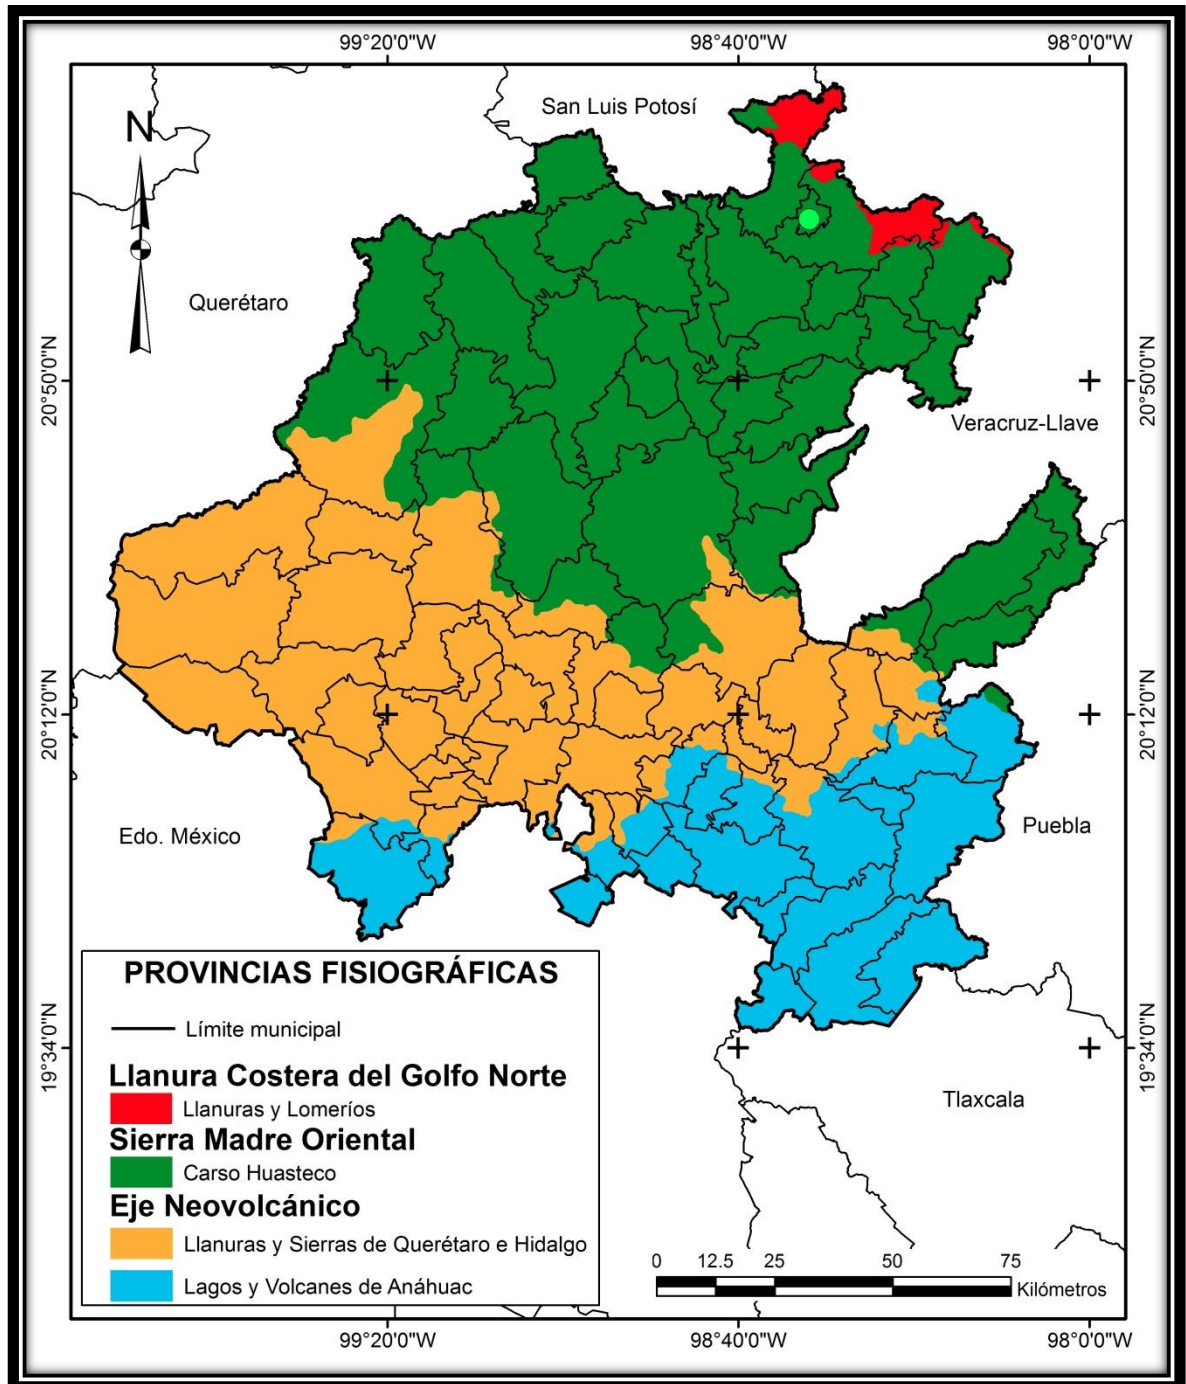 99°20'0"W
98°40'0"W
98°0'0"W
San Luis Potosí
N
Querétaro
20°50'0"N
20°50'0"N
Veracruz-Llave
20°12'0"N
20°12'0"N
Edo. México
Puebla
PROVINCIAS FISIOGRÁFICAS
Límite municipal
19°34'0"N
19°34'0"N
Llanura Costera del Golfo Norte
Llanuras y Lomeríos
Tlaxcala
Sierra Madre Oriental
Carso Huasteco
Eje Neovolcánico
Llanuras y Sierras de Querétaro e Hidalgo
Lagos y Volcanes de Anáhuac
0 12.5 25 50 75
Kilómetros
99°20'0"W
98°40'0"W
98°0'0"W